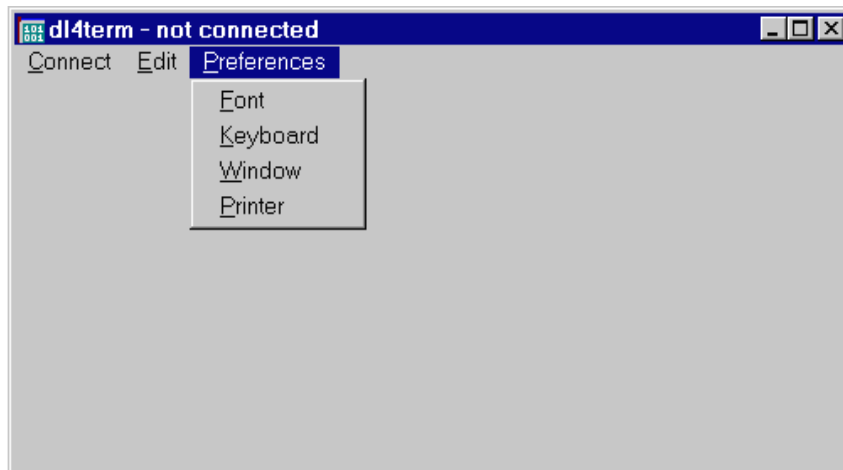 dl4term - not connected
Connect Edit Preferences
Font
Keyboard
Window
Printer